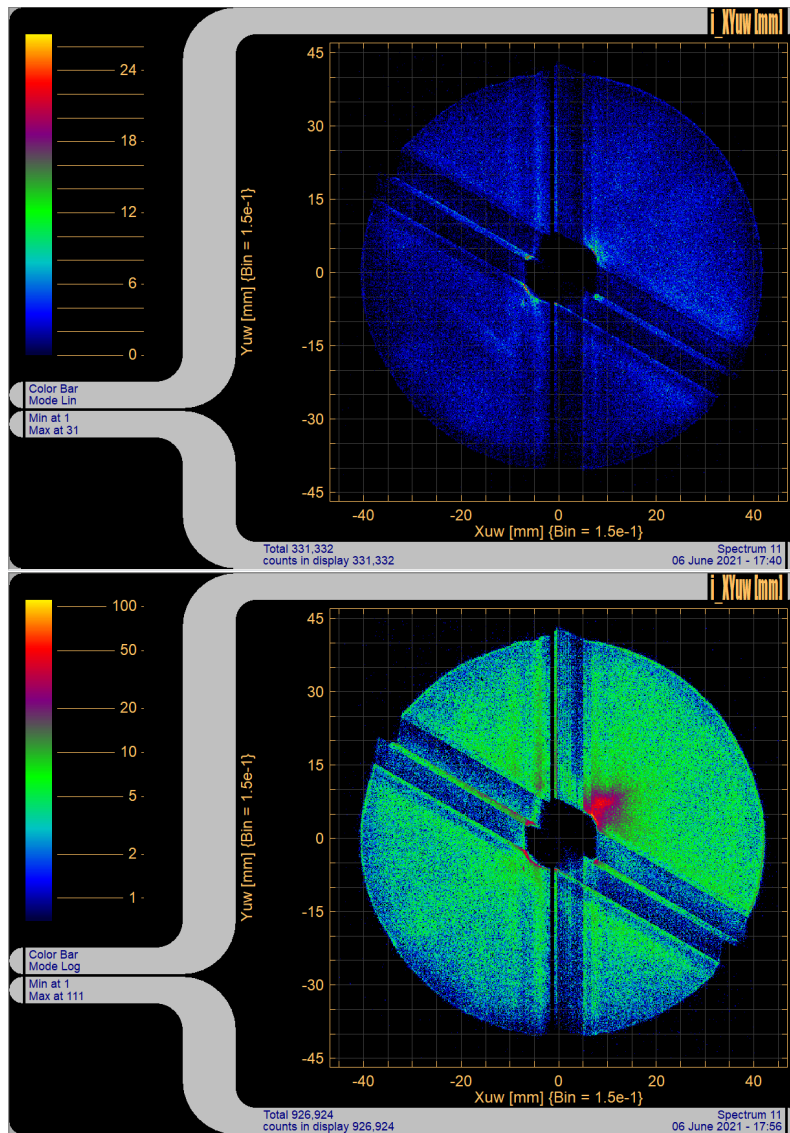 i_XYuw [mm]
24
18
12
6
0
Color Bar
Mode Lin
Min at 1
Max at 31
45
30
15
0
-15
-30
-45
Yuw [mm] {Bin = 1.5e-1}
-40
-20
0
20
40
Xuw [mm] {Bin = 1.5e-1}
Total 331,332
counts in display 331,332
Spectrum 11
06 June 2021 - 17:40
i_XYuw [mm]
100
50
20
10
5
2
1
Color Bar
Mode Log
Min at 1
Max at 111
45
30
15
0
-15
-30
-45
Yuw [mm] {Bin = 1.5e-1}
-40
-20
0
20
40
Xuw [mm] {Bin = 1.5e-1}
Total 926,924
counts in display 926,924
Spectrum 11
06 June 2021 - 17:56